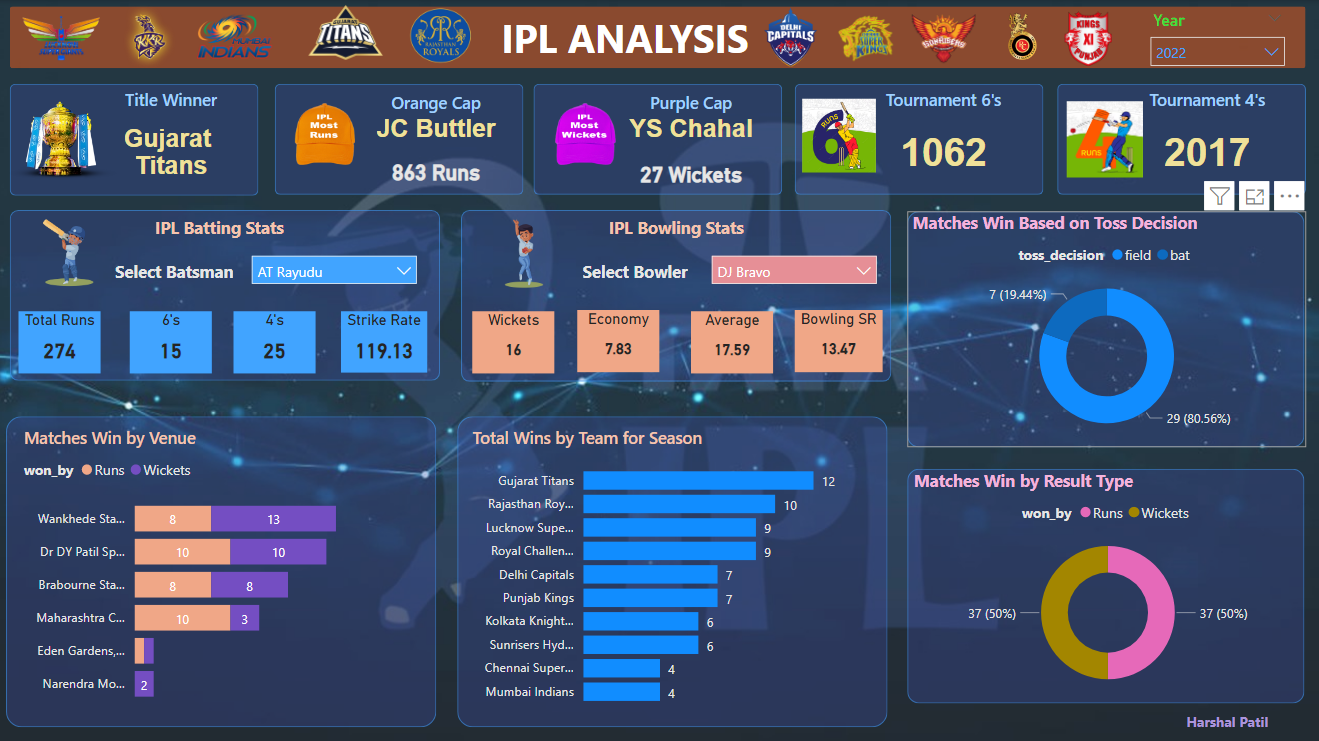 IPL ANALYSIS
KKR
MUMBAI
INDIANS
TITANS
RAJASTHAN
ROYALS
DELHI
CAPITALS
KINGS
XI
PUNJAB
Year
2022
Title Winner
Gujarat
Titans
IPL
Most
Runs
Orange Cap
JC Buttler
863 Runs
IPL
Most
Wickets
Purple Cap
YS Chahal
27 Wickets
RUNS
6
Tournament 6's
1062
4
RUNS
Tournament 4's
2017
IPL Batting Stats
Select Batsman
AT Rayudu
Total Runs
274
6's
15
4's
25
Strike Rate
119.13
IPL Bowling Stats
Select Bowler
DJ Bravo
Wickets
16
Economy
7.83
Average
17.59
Bowling SR
13.47
Matches Win Based on Toss Decision
toss_decision field bat
7 (19.44%)
29 (80.56%)
Matches Win by Venue
won_by Runs Wickets
Wankhede Sta... 8 13
Dr DY Patil Sp... 10 10
Brabourne Sta... 8 8
Maharashtra C... 10 3
Eden Gardens,...
Narendra Mo... 2
Total Wins by Team for Season
Gujarat Titans 12
Rajasthan Roy... 10
Lucknow Supe... 9
Royal Challen... 9
Delhi Capitals 7
Punjab Kings 7
Kolkata Knight... 6
Sunrisers Hyd... 6
Chennai Super... 4
Mumbai Indians 4
IPL
Matches Win by Result Type
won_by Runs Wickets
37 (50%)
37 (50%)
Harshal Patil